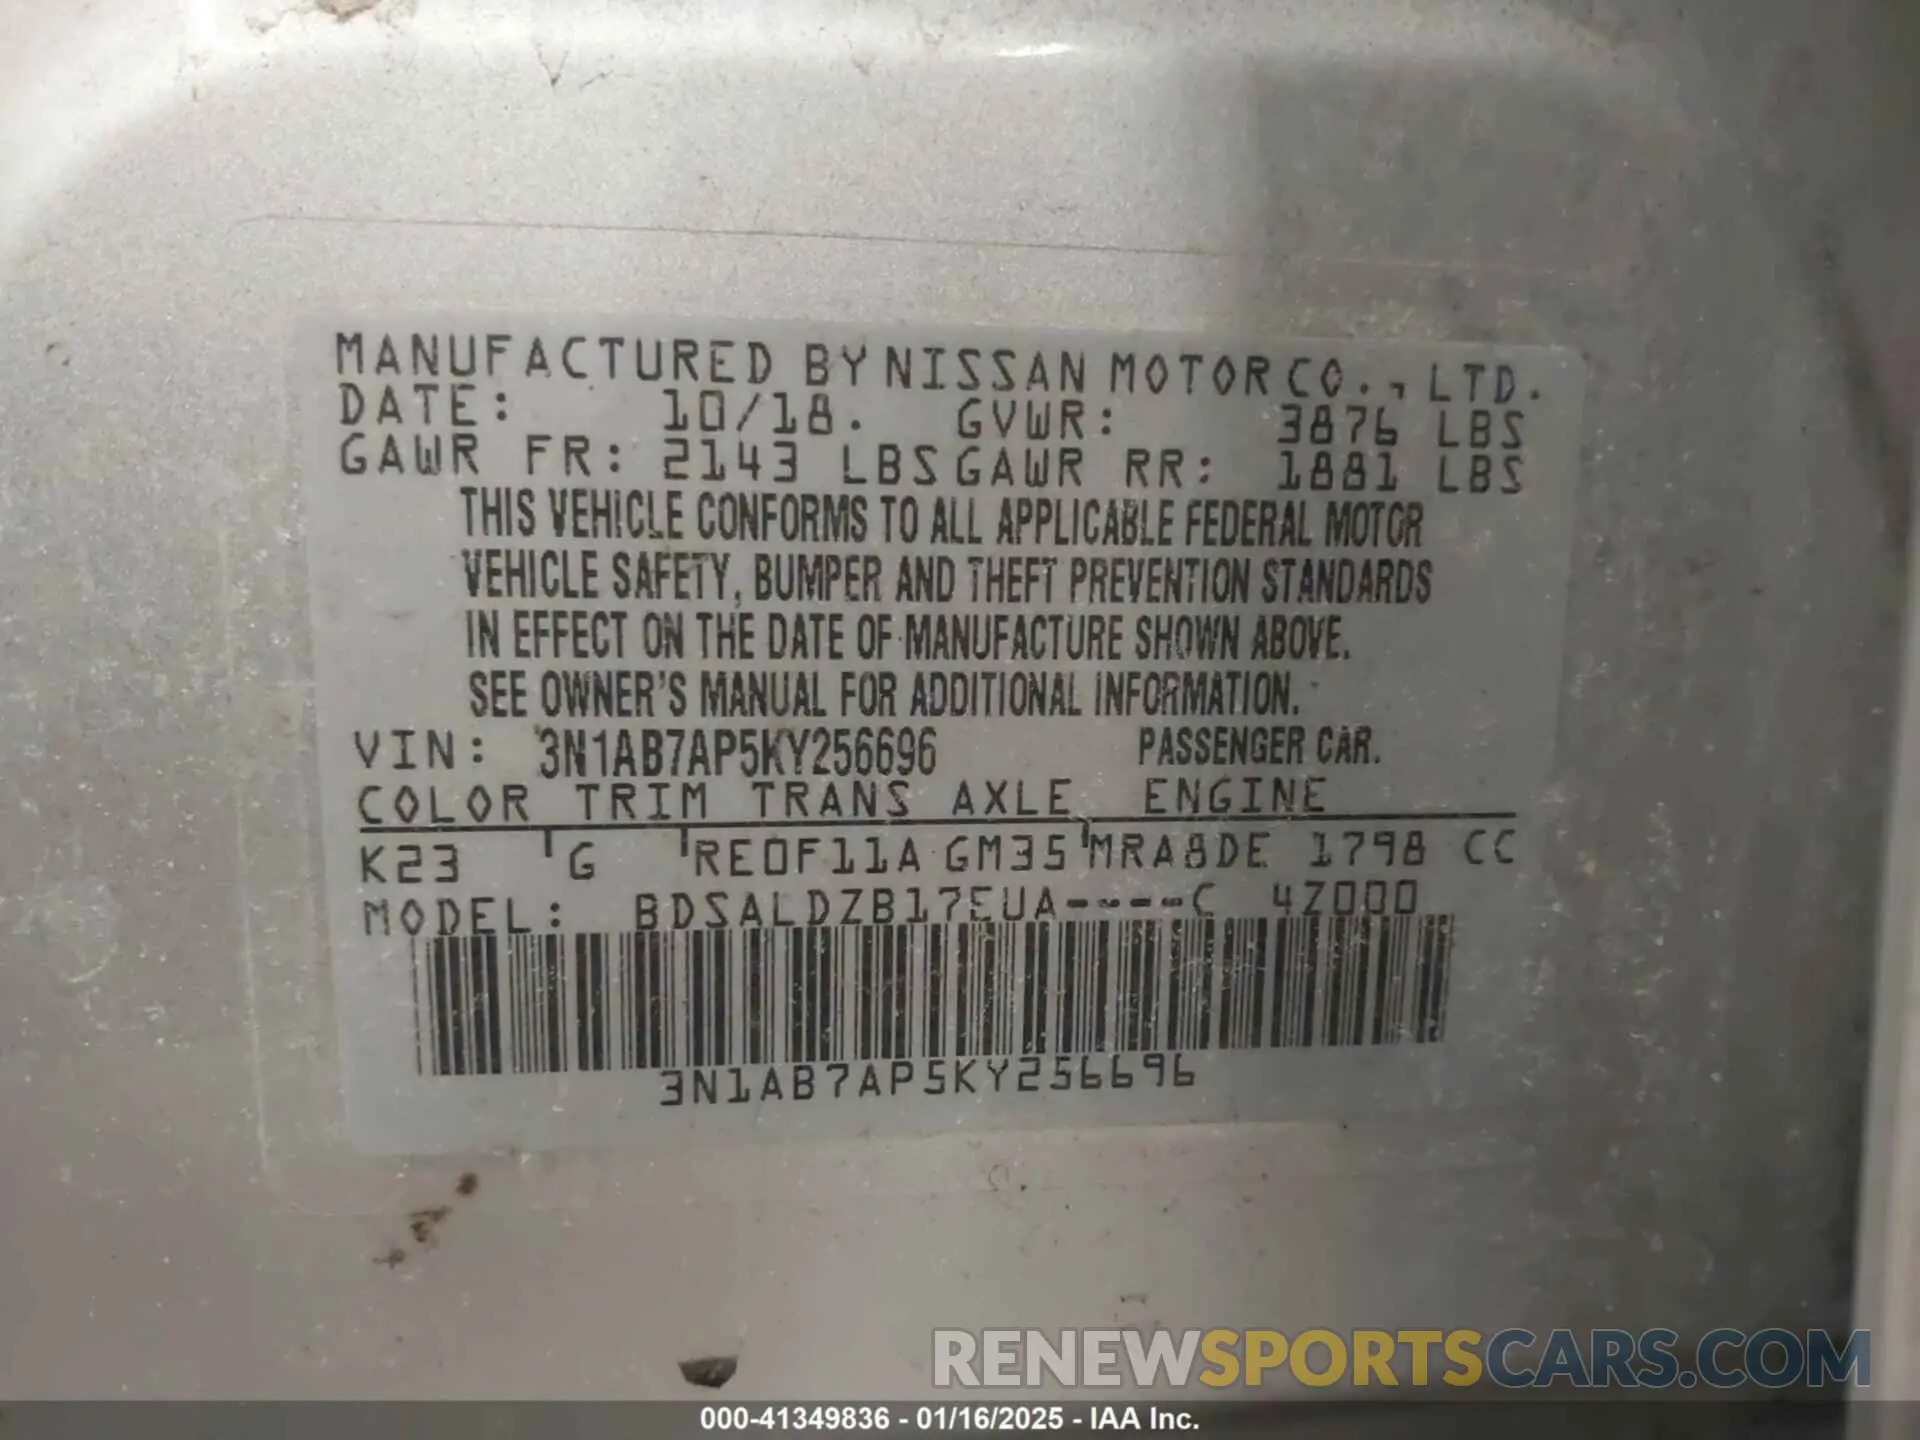 MANUFACTURED BY NISSAN MOTOR CO., LTD.
DATE: 10/18. GVWR: 3876 LBS
GAWR FR: 2143 LBS GAWR RR: 1881 LBS
THIS VEHICLE CONFORMS TO ALL APPLICABLE FEDERAL MOTOR
VEHICLE SAFETY, BUMPER AND THEFT PREVENTION STANDARDS
IN EFFECT ON THE DATE OF MANUFACTURE SHOWN ABOVE.
SEE OWNER'S MANUAL FOR ADDITIONAL INFORMATION.
VIN: 3N1AB7AP5KY256696 PASSENGER CAR.
COLOR TRIM TRANS AXLE ENGINE
K23 G RE0F11A GM35 MRA8DE 1798 CC
MODEL: BDSALDZB17EUA----C 4Z000
3N1AB7AP5KY256696
RENEWSPORTSCARS.COM
000-41349836 - 01/16/2025 - IAA Inc.